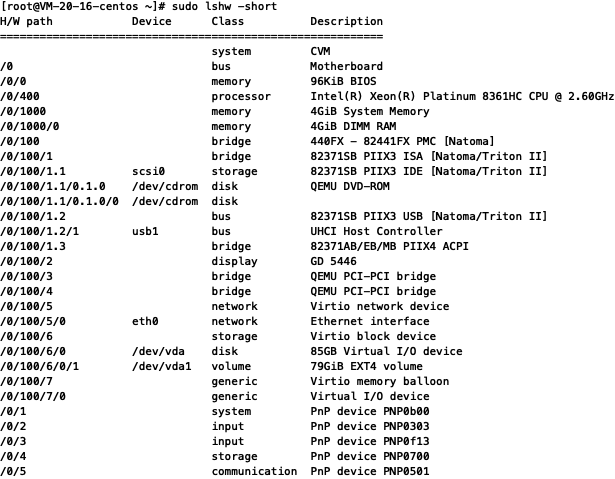 [root@VM-20-16-centos ~]# sudo lshw -short
H/W path          Device      Class          Description
==========================================================
                              system         CVM
/0                            bus            Motherboard
/0/0                          memory         96KiB BIOS
/0/400                        processor      Intel(R) Xeon(R) Platinum 8361HC CPU @ 2.60GHz
/0/1000                       memory         4GiB System Memory
/0/1000/0                     memory         4GiB DIMM RAM
/0/100                        bridge         440FX - 82441FX PMC [Natoma]
/0/100/1                      bridge         82371SB PIIX3 ISA [Natoma/Triton II]
/0/100/1.1        scsi0       storage        82371SB PIIX3 IDE [Natoma/Triton II]
/0/100/1.1/0.1.0  /dev/cdrom  disk           QEMU DVD-ROM
/0/100/1.1/0.1.0/0  /dev/cdrom  disk
/0/100/1.2                    bus            82371SB PIIX3 USB [Natoma/Triton II]
/0/100/1.2/1      usb1        bus            UHCI Host Controller
/0/100/1.3                    bridge         82371AB/EB/MB PIIX4 ACPI
/0/100/2                      display        GD 5446
/0/100/3                      bridge         QEMU PCI-PCI bridge
/0/100/4                      bridge         QEMU PCI-PCI bridge
/0/100/5                      network        Virtio network device
/0/100/5/0        eth0        network        Ethernet interface
/0/100/6                      storage        Virtio block device
/0/100/6/0        /dev/vda    disk           85GB Virtual I/O device
/0/100/6/0/1      /dev/vda1   volume         79GiB EXT4 volume
/0/100/7                      generic        Virtio memory balloon
/0/100/7/0                    generic        Virtual I/O device
/0/1                          system         PnP device PNP0b00
/0/2                          input          PnP device PNP0303
/0/3                          input          PnP device PNP0f13
/0/4                          storage        PnP device PNP0700
/0/5                          communication  PnP device PNP0501